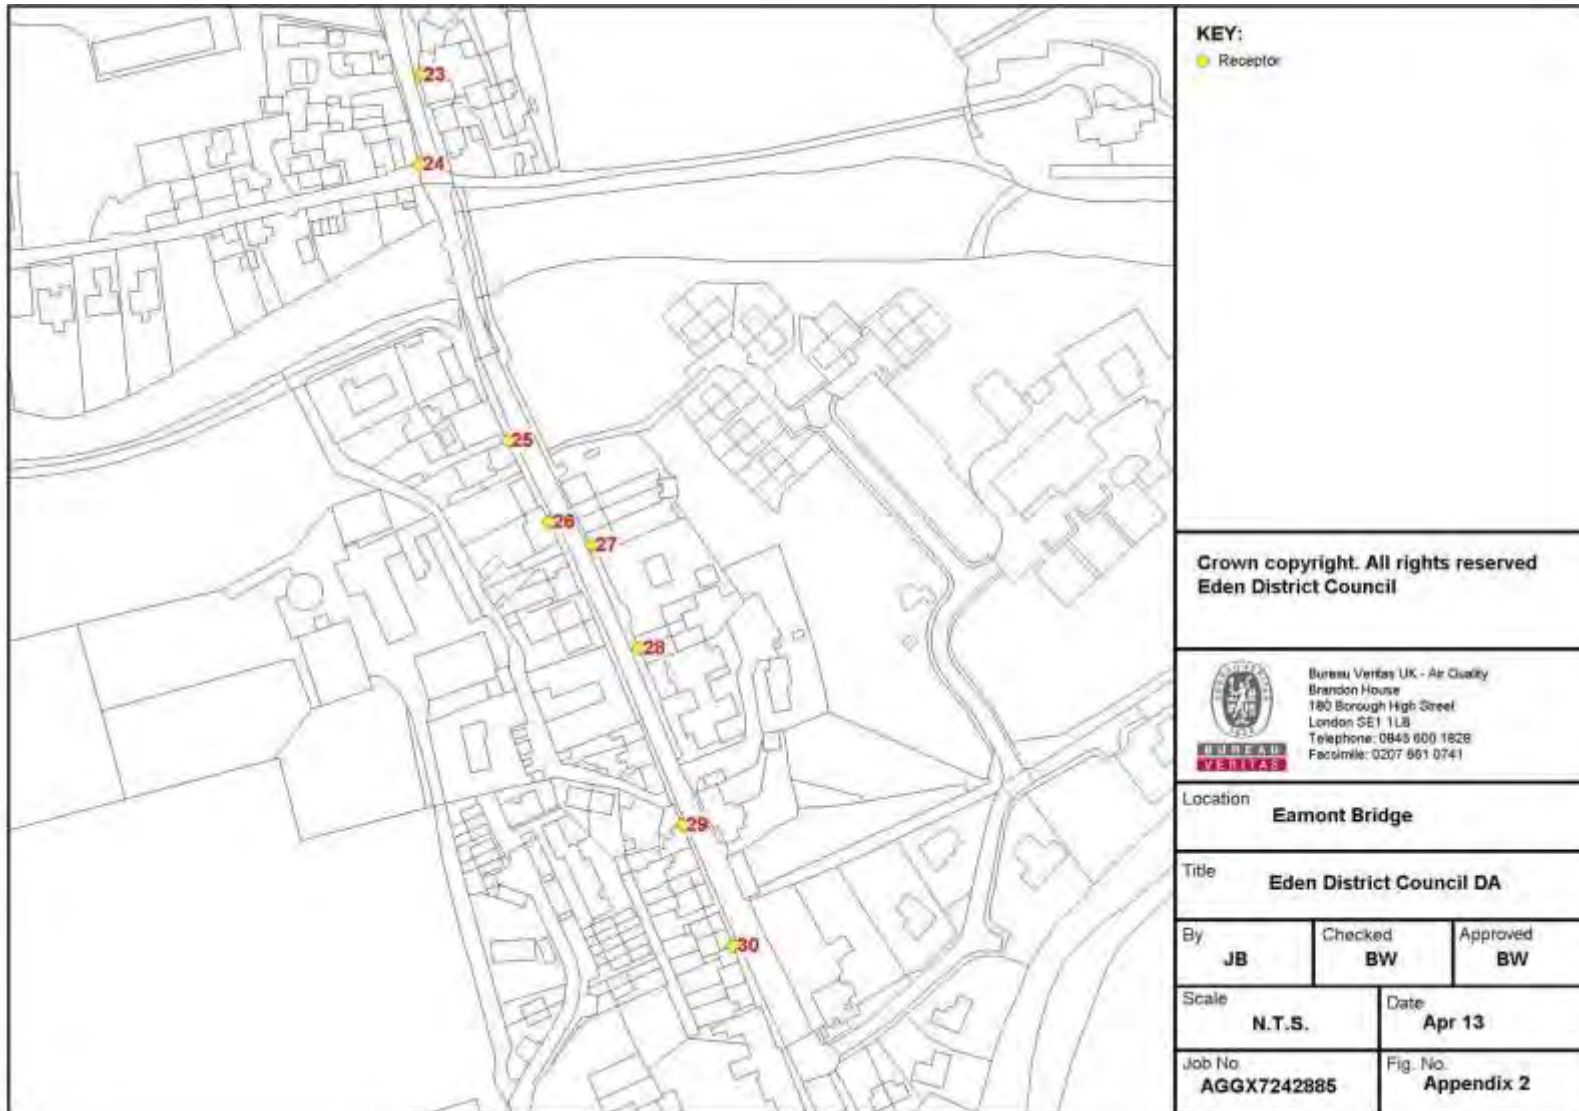 23
24
25
26
27
28
29
30
KEY:
Receptor
Crown copyright. All rights reserved
Eden District Council
BUREAU
VERITAS
Bureau Veritas UK - Air Quality
Brandon House
180 Borough High Street
London SE1 1LB
Telephone: 0845 600 1828
Facsimile: 0207 661 0741
Location
Eamont Bridge
Title
Eden District Council DA
By
JB
Checked
BW
Approved
BW
Scale
N.T.S.
Date
Apr 13
Job No
AGGX7242885
Fig. No.
Appendix 2